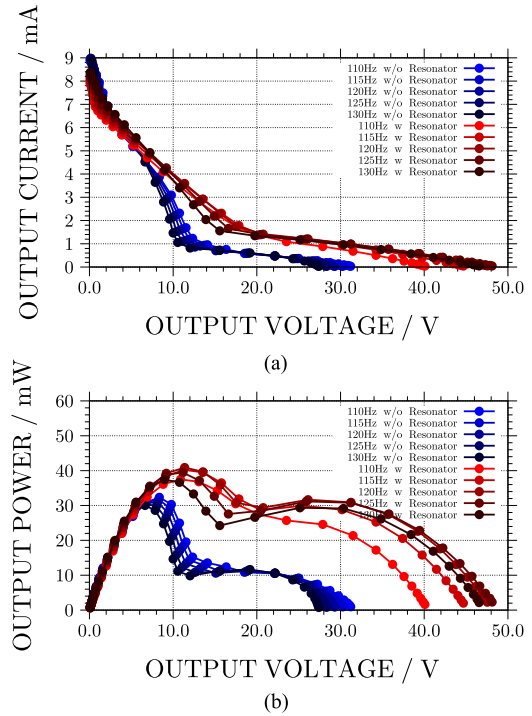 OUTPUT CURRENT / mA
9
8
7
6
5
4
3
2
1
0
0.0 10.0 20.0 30.0 40.0 50.0
110Hz w/o Resonator
115Hz w/o Resonator
120Hz w/o Resonator
125Hz w/o Resonator
130Hz w/o Resonator
110Hz w Resonator
115Hz w Resonator
120Hz w Resonator
125Hz w Resonator
130Hz w Resonator
OUTPUT VOLTAGE / V
(a)
OUTPUT POWER / mW
60
50
40
30
20
10
0
0.0 10.0 20.0 30.0 40.0 50.0
110Hz w/o Resonator
115Hz w/o Resonator
120Hz w/o Resonator
125Hz w/o Resonator
130Hz w/o Resonator
110Hz w Resonator
115Hz w Resonator
120Hz w Resonator
125Hz w Resonator
130Hz w Resonator
OUTPUT VOLTAGE / V
(b)